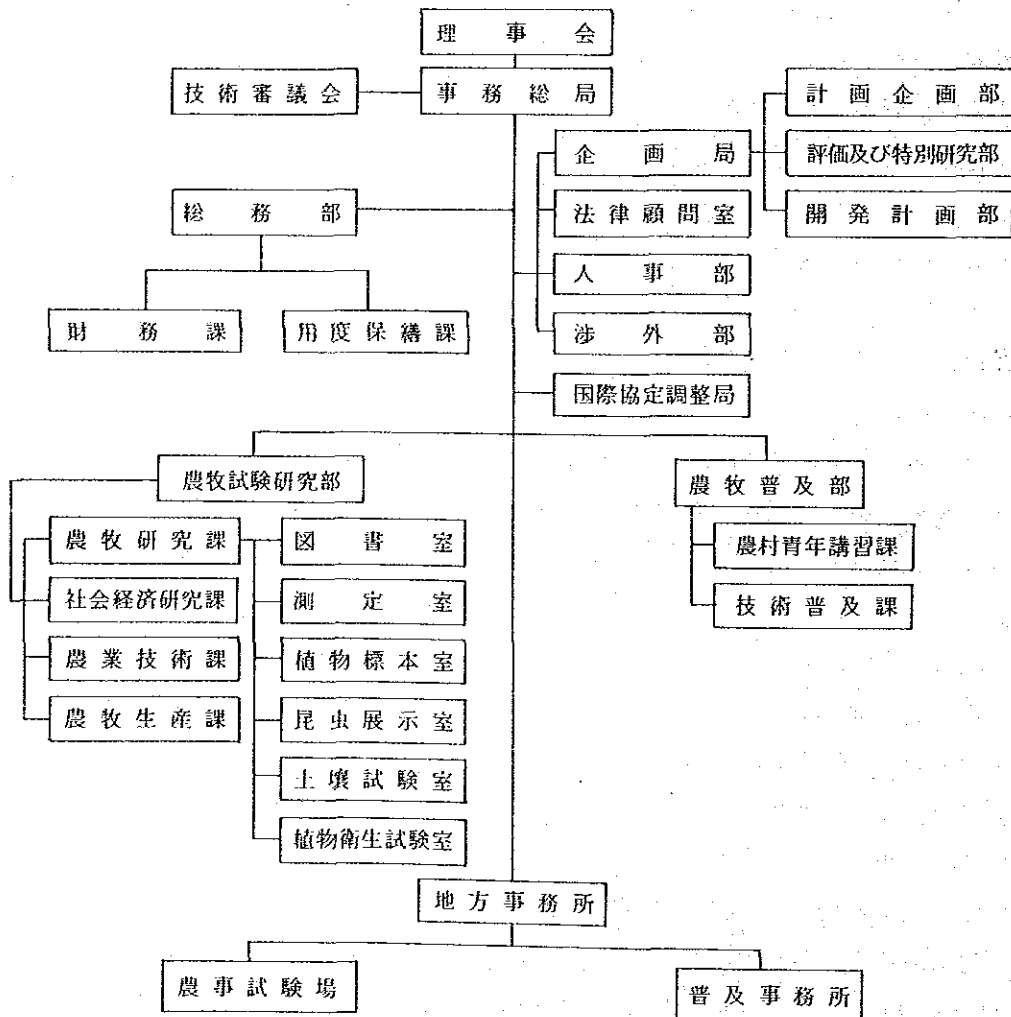 理事会
技術審議会
事務総局
計画企画部
企画局
評価及び特別研究部
総務部
法律顧問室
開発計画部
人事部
財務課
用度保繕課
渉外部
国際協定調整局
農牧試験研究部
農牧普及部
農牧研究課
図書室
農村青年講習課
社会経済研究課
測定室
技術普及課
農業技術課
植物標本室
農牧生産課
昆虫展示室
土壌試験室
植物衛生試験室
地方事務所
農事試験場
普及事務所